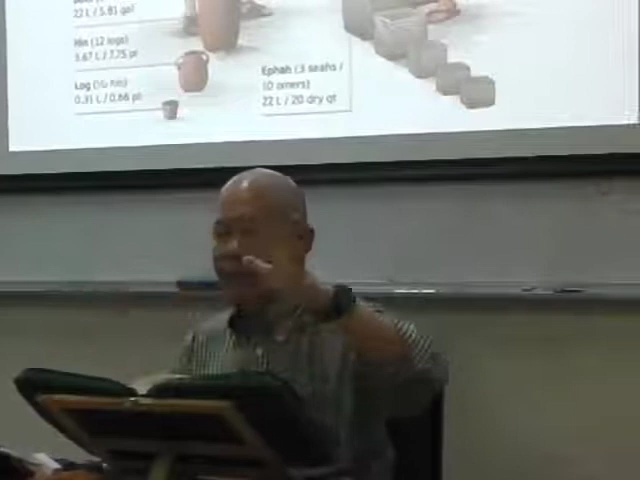 22 L / 5.81 gal
Hin (12 logs)
3.67 L / 7.75 pt
Log
0.31 L / 0.66 pt
Ephah (3 seahs /
10 omers)
22 L / 20 dry qt